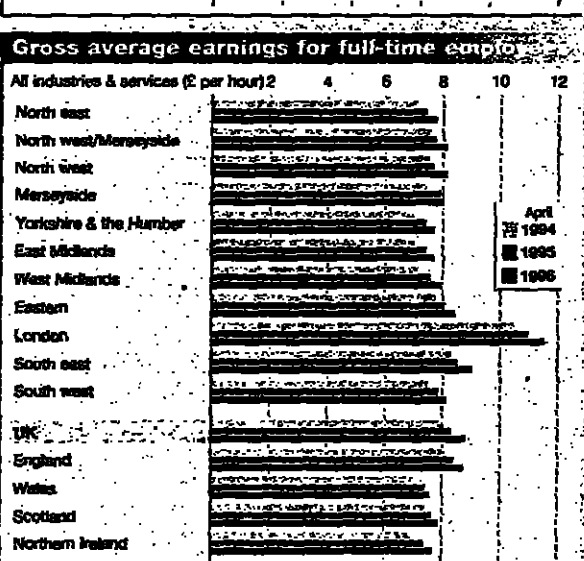 Gross average earnings for full-time employees
All industries & services (£ per hour) 2 4 6 8 10 12
North east
North west/Merseyside
North west
Merseyside
Yorkshire & the Humber
East Midlands
West Midlands
Eastern
London
South east
South west
UK
England
Wales
Scotland
Northern Ireland
April
1994
1995
1996